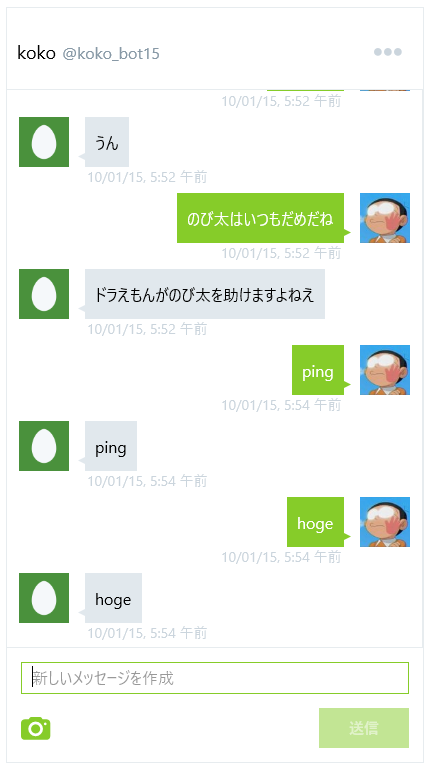 koko @koko_bot15
10/01/15, 5:52 午前
うん
10/01/15, 5:52 午前
のび太はいつもだめだね
10/01/15, 5:52 午前
ドラえもんがのび太を助けますよねえ
10/01/15, 5:52 午前
ping
10/01/15, 5:54 午前
ping
10/01/15, 5:54 午前
hoge
10/01/15, 5:54 午前
hoge
10/01/15, 5:54 午前
新しいメッセージを作成
送信